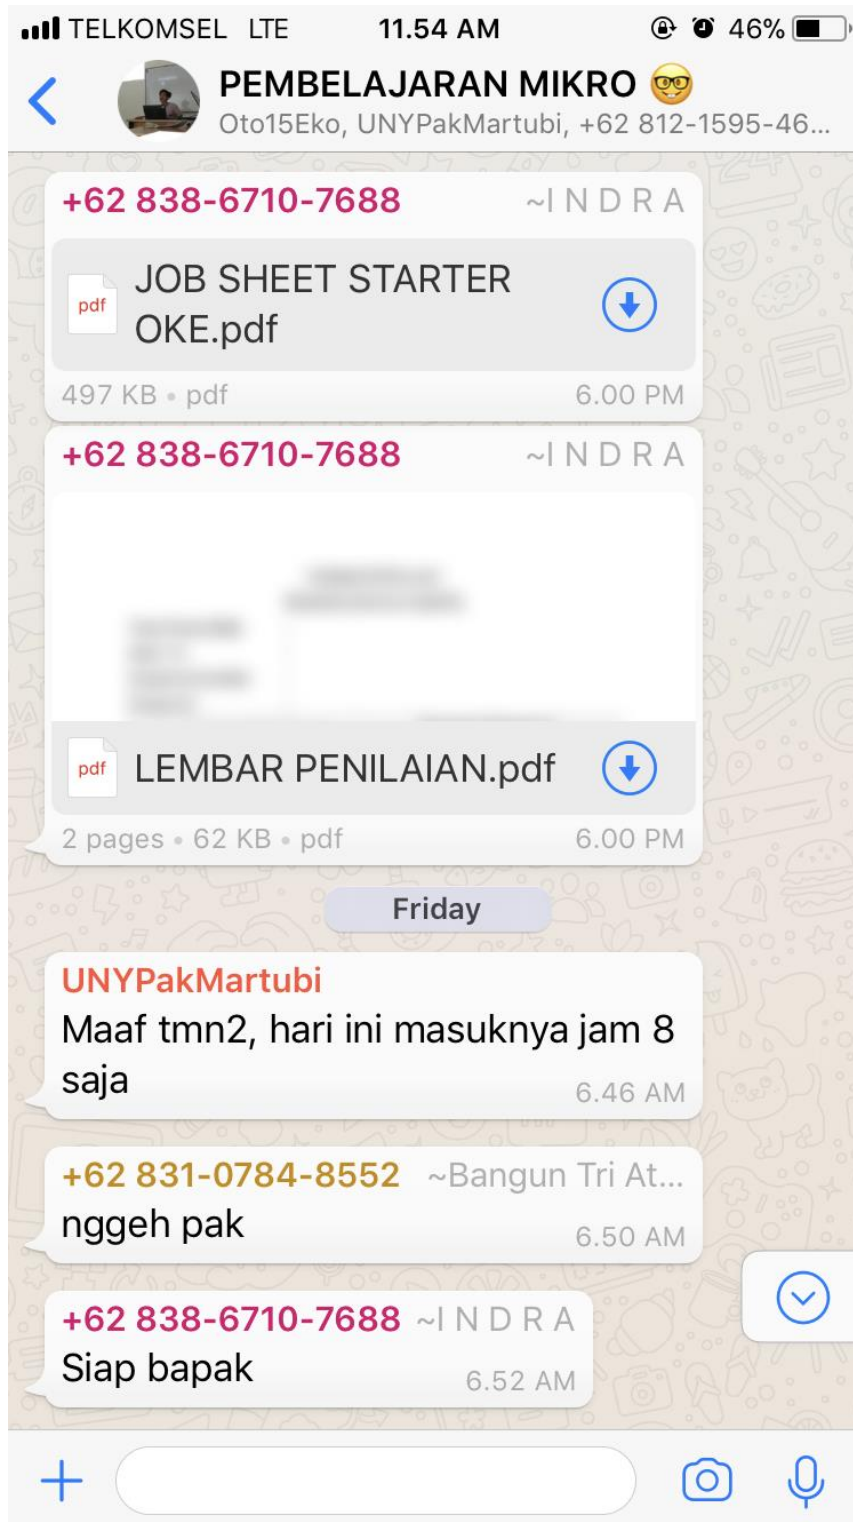 TELKOMSEL LTE 11.54 AM 46%
PEMBELAJARAN MIKRO 🤓
Oto15Eko, UNYPakMartubi, +62 812-1595-46...
+62 838-6710-7688 ~I N D R A
pdf JOB SHEET STARTER
OKE.pdf
497 KB • pdf 6.00 PM
+62 838-6710-7688 ~I N D R A
pdf LEMBAR PENILAIAN.pdf
2 pages • 62 KB • pdf 6.00 PM
Friday
UNYPakMartubi
Maaf tmn2, hari ini masuknya jam 8
saja 6.46 AM
+62 831-0784-8552 ~Bangun Tri At...
nggeh pak 6.50 AM
+62 838-6710-7688 ~I N D R A
Siap bapak 6.52 AM